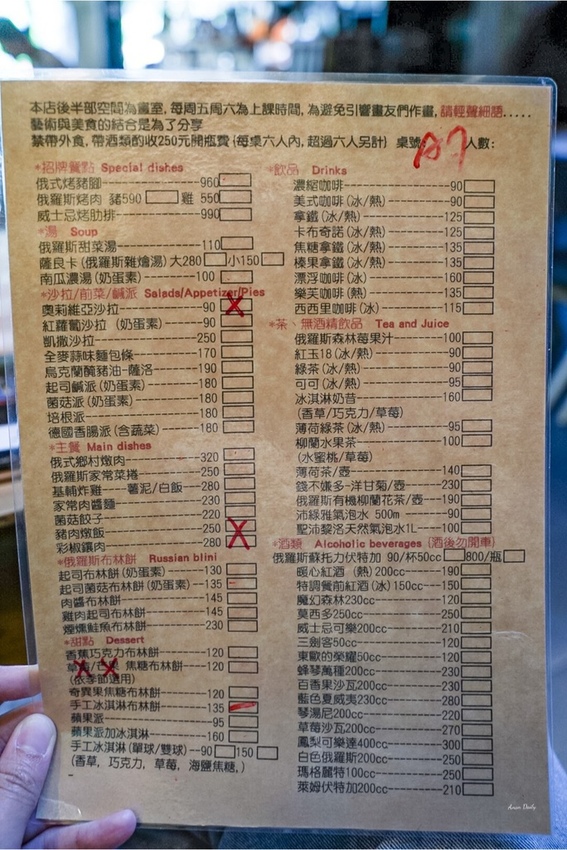 本店後半部空間為畫室, 每周五周六為上課時間, 為避免引響畫友們作畫, 請輕聲細語.....
藝術與美食的結合是為了分享
禁帶外食, 帶酒類酌收250元開瓶費 {每桌六人內, 超過六人另計} 桌號: A7 人數:
*招牌餐點 Special dishes
俄式烤豬腳 960
俄羅斯烤肉 豬590 雞 550
威士忌烤肋排 990
*湯 Soup
俄羅斯甜菜湯 110
薩良卡(俄羅斯雜燴湯) 大280 小150
南瓜濃湯(奶蛋素) 100
*沙拉/前菜/鹹派 Salads/Appetizer/Pies
奧莉維亞沙拉 90
紅蘿蔔沙拉 (奶蛋素) 90
凱撒沙拉 250
全麥蒜味麵包條 170
烏克蘭醃豬油-薩洛 190
起司鹹派(奶蛋素) 180
菌菇派(奶蛋素) 180
培根派 180
德國香腸派(含蔬菜) 180
*主餐 Main dishes
俄式鄉村燉肉 320
俄羅斯家常菜捲 250
基輔炸雞 薯泥/白飯 280
家常肉醬麵 230
菌菇餃子 220
豬肉燉飯 250
彩椒鑲肉 280
*俄羅斯布林餅 Russian blini
起司布林餅(奶蛋素) 130
起司菌菇布林餅(奶蛋素) 135
肉醬布林餅 145
雞肉起司布林餅 145
煙燻鮭魚布林餅 230
*甜點 Dessert
香蕉巧克力布林餅 120
焦糖布林餅 120
(依季節適用)
奇異果焦糖布林餅 120
手工冰淇淋布林餅 135
蘋果派 95
蘋果派加冰淇淋 160
手工冰淇淋(單球/雙球) 90 150
(香草, 巧克力, 草莓, 海鹽焦糖,)
*飲品 Drinks
濃縮咖啡 90
美式咖啡(冰/熱) 90
拿鐵(冰/熱) 125
卡布奇諾(冰/熱) 125
焦糖拿鐵(冰/熱) 135
榛果拿鐵(冰/熱) 135
漂浮咖啡(冰) 160
樂芙咖啡(熱) 135
西西里咖啡(冰) 115
*茶、無酒精飲品 Tea and Juice
俄羅斯森林莓果汁 100
紅玉18(冰/熱) 90
綠茶(冰/熱) 90
可可(冰/熱) 95
冰淇淋奶昔 160
(香草/巧克力/草莓)
薄荷綠茶(冰/熱) 95
柳蘭水果茶 100
(水蜜桃/草莓)
薄荷茶/壺 140
錢不嫌多-洋甘菊/壺 230
俄羅斯有機柳蘭花茶/壺 190
沛綠雅氣泡水 500m 90
聖沛黎洛天然氣泡水1L 100
*酒類 Alcoholic beverages (酒後勿開車)
俄羅斯蘇托力伏特加 90/杯50cc 800/瓶
暖心紅酒 (熱)200cc 190
特調餐前紅酒(冰)150cc 150
魔幻森林230cc 210
莫西多250cc 250
威士忌可樂200cc 210
三劍客50cc 120
東歐的榮耀50cc 120
蜂琴萬種200cc 230
百香果沙瓦200cc 230
藍色夏威夷230cc 280
琴湯尼200cc 220
草莓沙瓦200cc 270
鳳梨可樂達400cc 300
白色俄羅斯200cc 250
瑪格麗特100cc 250
萊姆伏特加200cc 210